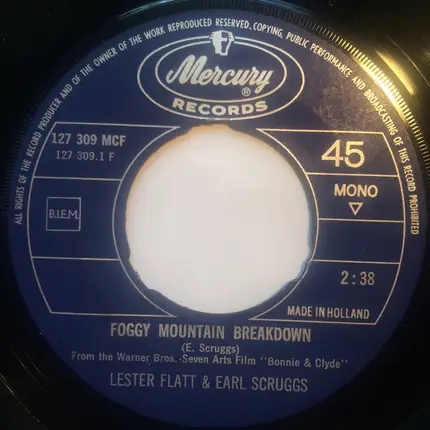 ALL RIGHTS OF THE RECORD PRODUCER AND OF THE OWNER OF THE WORK REPRODUCED RESERVED. COPYING, PUBLIC PERFORMANCE AND BROADCASTING OF THIS RECORD PROHIBITED
Mercury ®
RECORDS
127 309 MCF
127 309.1 F
45
MONO
B.I.E.M.
2:38
MADE IN HOLLAND
FOGGY MOUNTAIN BREAKDOWN
(E. Scruggs)
From the Warner Bros.-Seven Arts Film "Bonnie & Clyde"
LESTER FLATT & EARL SCRUGGS